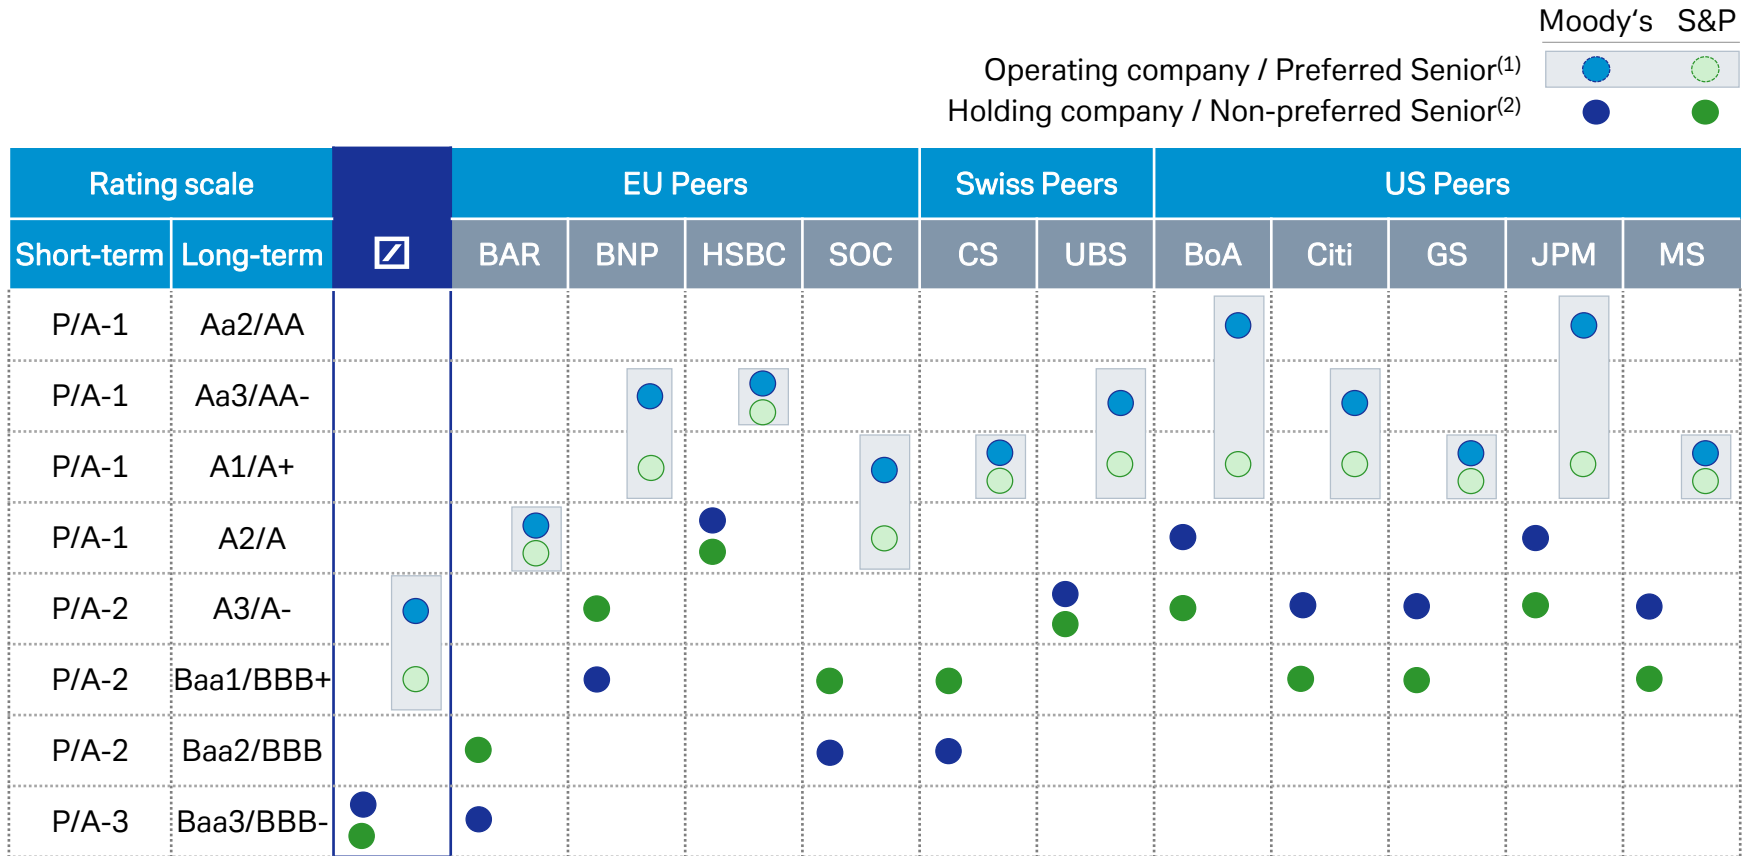 Moody‘s S&P
Operating company / Preferred Senior(1)
Holding company / Non-preferred Senior(2)
Rating scale EU Peers Swiss Peers US Peers
Short-term Long-term BAR BNP HSBC SOC CS UBS BoA Citi GS JPM MS
P/A-1 Aa2/AA
P/A-1 Aa3/AA-
P/A-1 A1/A+
P/A-1 A2/A
P/A-2 A3/A-
P/A-2 Baa1/BBB+
P/A-2 Baa2/BBB
P/A-3 Baa3/BBB-